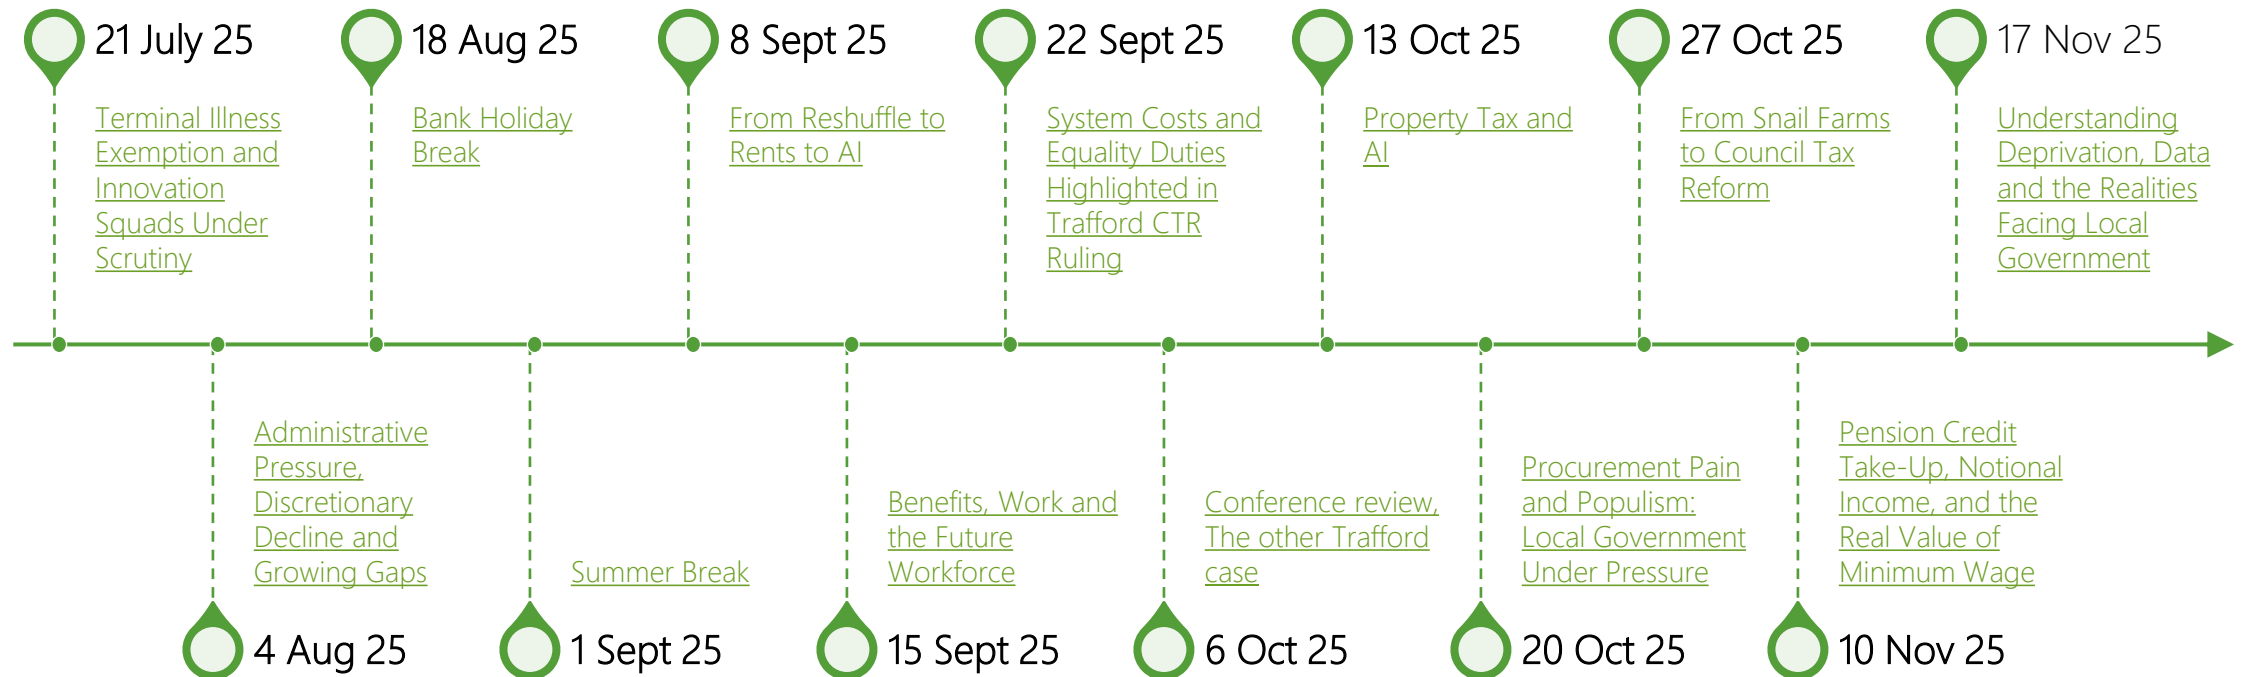 21 July 25
Terminal Illness
Exemption and
Innovation
Squads Under
Scrutiny
4 Aug 25
Administrative
Pressure,
Discretionary
Decline and
Growing Gaps
18 Aug 25
Bank Holiday
Break
1 Sept 25
Summer Break
8 Sept 25
From Reshuffle to
Rents to AI
15 Sept 25
Benefits, Work and
the Future
Workforce
22 Sept 25
System Costs and
Equality Duties
Highlighted in
Trafford CTR
Ruling
6 Oct 25
Conference review,
The other Trafford
case
13 Oct 25
Property Tax and
AI
20 Oct 25
Procurement Pain
and Populism:
Local Government
Under Pressure
27 Oct 25
From Snail Farms
to Council Tax
Reform
10 Nov 25
Pension Credit
Take-Up, Notional
Income, and the
Real Value of
Minimum Wage
17 Nov 25
Understanding
Deprivation, Data
and the Realities
Facing Local
Government